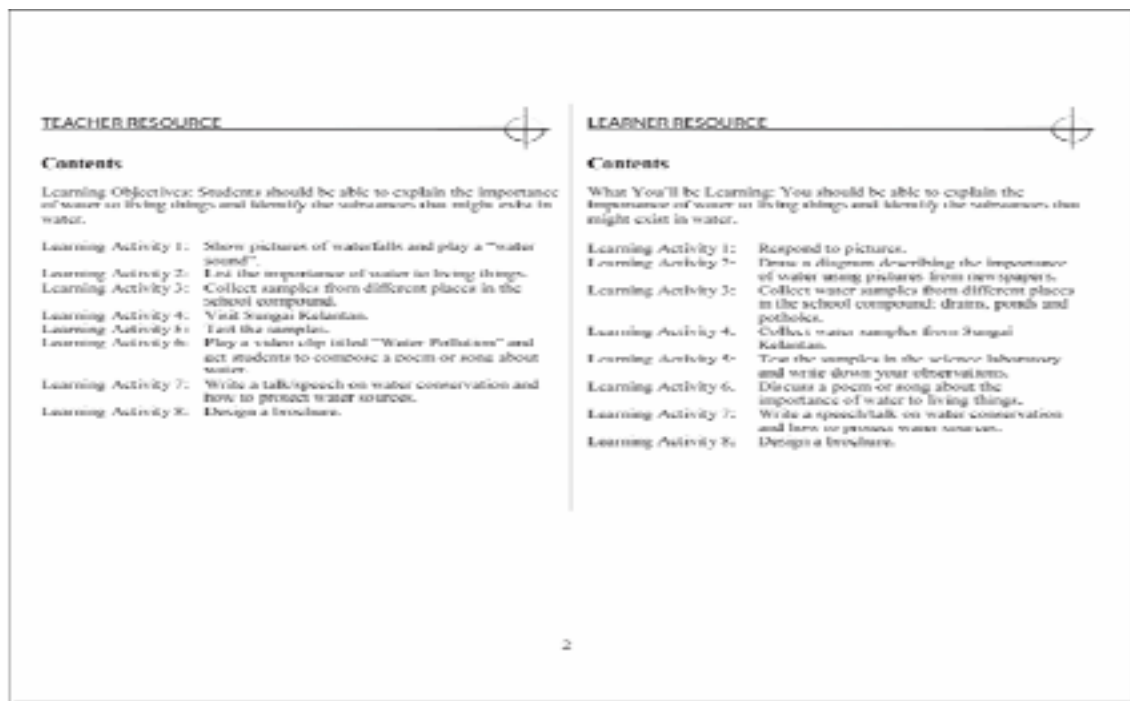 TEACHER RESOURCE
Contents
Learning Objectives: Students should be able to explain the importance
of water to living things and identify the substances that might exist in
water.
Learning Activity 1: Show pictures of waterfalls and play a "water
sound".
Learning Activity 2: List the importance of water to living things.
Learning Activity 3: Collect samples from different places in the
school compound.
Learning Activity 4: Visit Sungai Kelantan.
Learning Activity 5: Test the samples.
Learning Activity 6: Play a video clip titled "Water Pollution" and
get students to compose a poem or song about
water.
Learning Activity 7: Write a talk/speech on water conservation and
how to protect water sources.
Learning Activity 8. Design a brochure.
LEARNER RESOURCE
Contents
What You'll be Learning: You should be able to explain the
importance of water to living things and identify the substances that
might exist in water.
Learning Activity 1: Respond to pictures.
Learning Activity 2: Draw a diagram describing the importance
of water using pictures from newspapers.
Learning Activity 3: Collect water samples from different places
in the school compound: drains, ponds and
potholes.
Learning Activity 4. Collect water samples from Sungai
Kelantan.
Learning Activity 5: Test the samples in the science laboratory
and write down your observations.
Learning Activity 6. Discuss a poem or song about the
importance of water to living things.
Learning Activity 7: Write a speech/talk on water conservation
and how to protect water sources.
Learning Activity 8. Design a brochure.
2